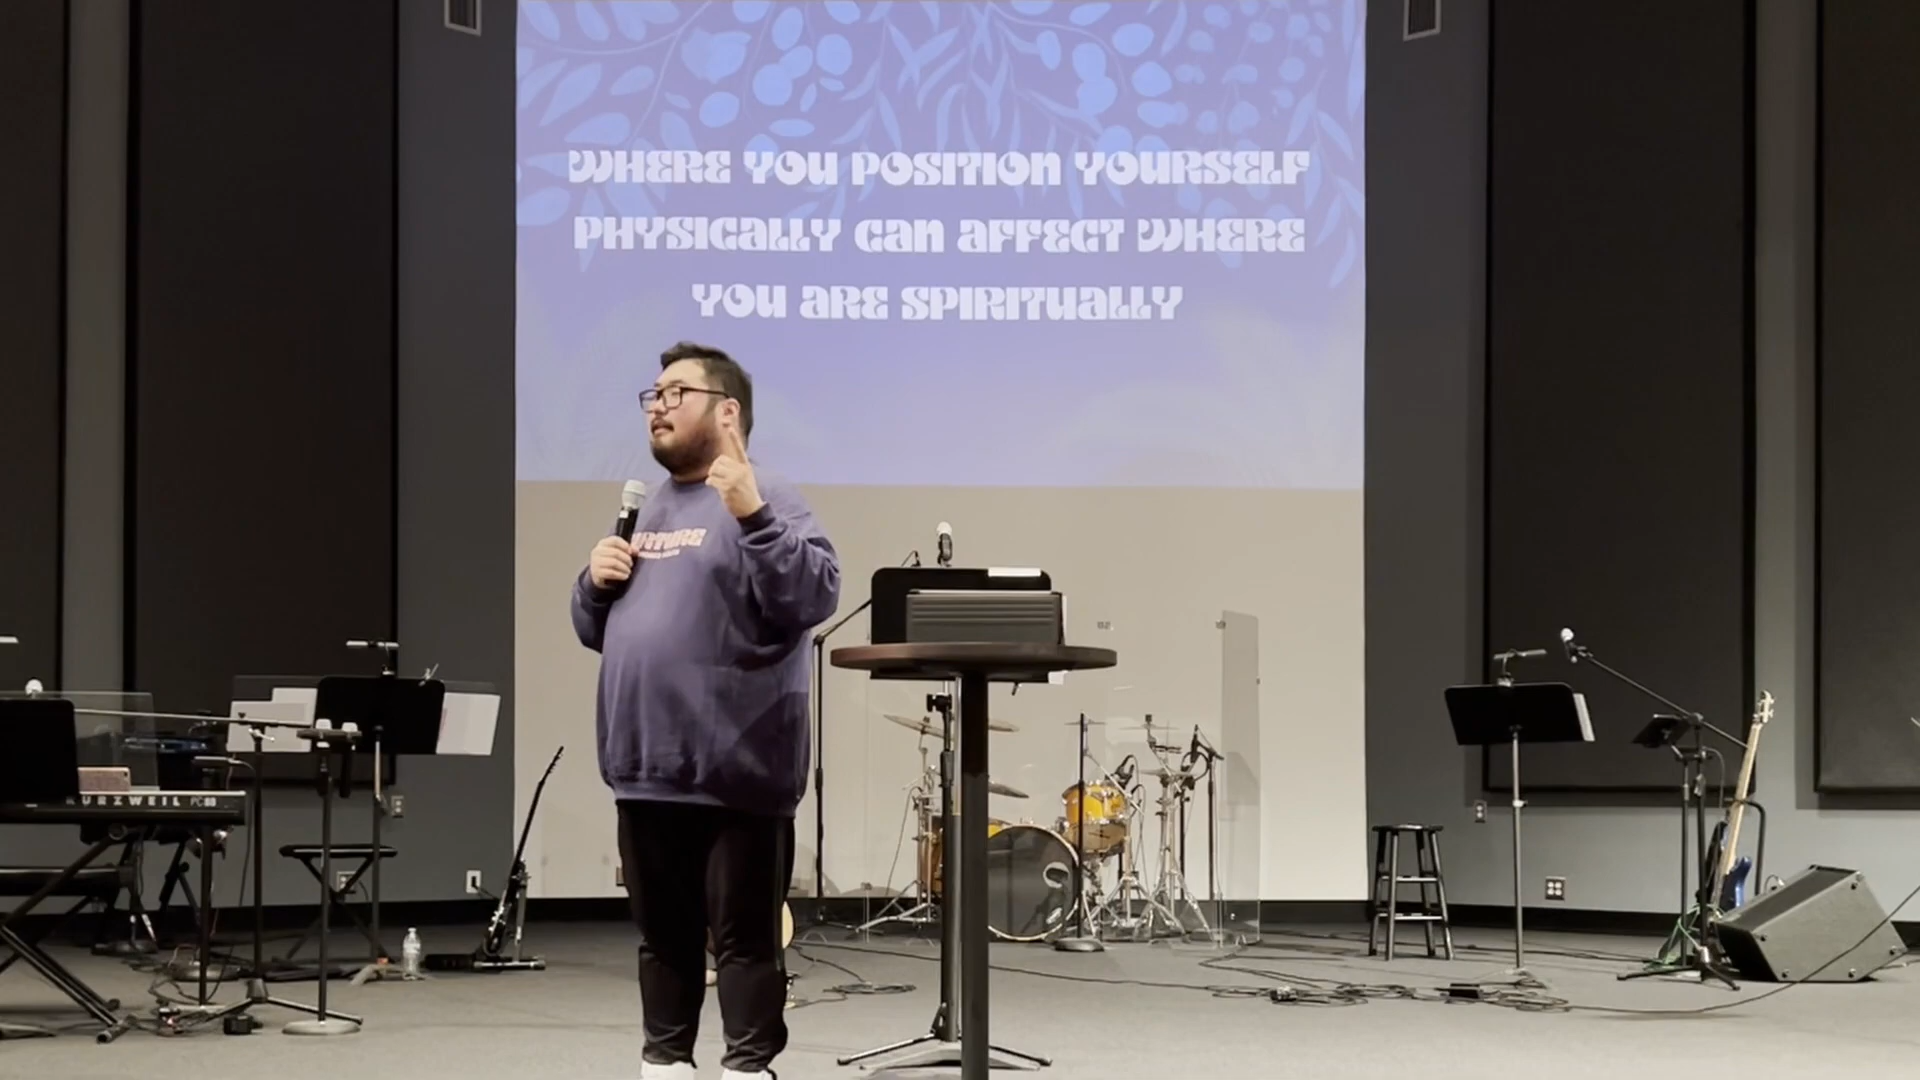 WHERE YOU POSITION YOURSELF
PHYSICALLY CAN AFFECT WHERE
YOU ARE SPIRITUALLY
KURZWEIL PC88